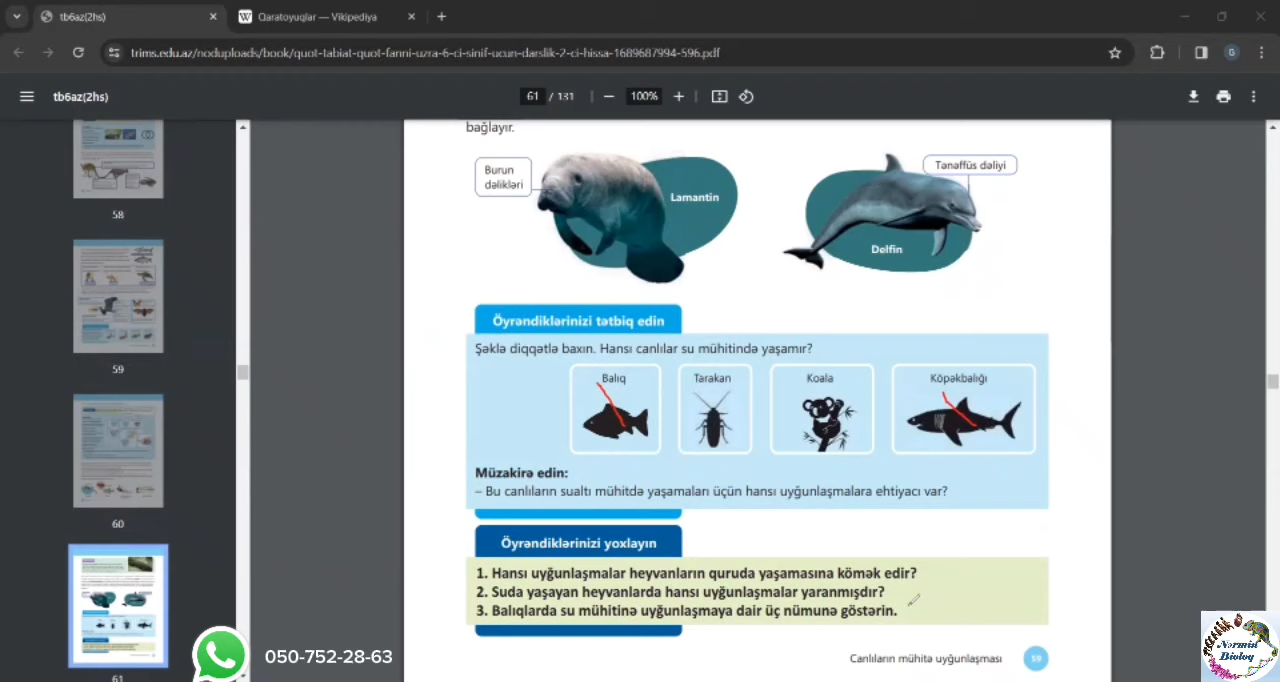 tb6az(2hs)
Qaratoyuqlar — Vikipediya
trims.edu.az/noduploads/book/quot-tabiat-quot-fanni-uzra-6-ci-sinif-ucun-darslik-2-ci-hissa-1689687994-596.pdf
G
tb6az(2hs)
61 / 131
100%
58
59
60
61
bağlayır.
Burun
dəlikləri
Lamantin
Tənəffüs dəliyi
Delfin
Öyrəndiklərinizi tətbiq edin
Şəklə diqqətlə baxın. Hansı canlılar su mühitində yaşamır?
Balıq
Tarakan
Koala
Köpəkbalığı
Müzakirə edin:
– Bu canlıların sualtı mühitdə yaşamaları üçün hansı uyğunlaşmalara ehtiyacı var?
Öyrəndiklərinizi yoxlayın
1. Hansı uyğunlaşmalar heyvanların quruda yaşamasına kömək edir?
2. Suda yaşayan heyvanlarda hansı uyğunlaşmalar yaranmışdır?
3. Balıqlarda su mühitinə uyğunlaşmaya dair üç nümunə göstərin.
Canlıların mühitə uyğunlaşması
59
050-752-28-63
Nərmin
Bioloq